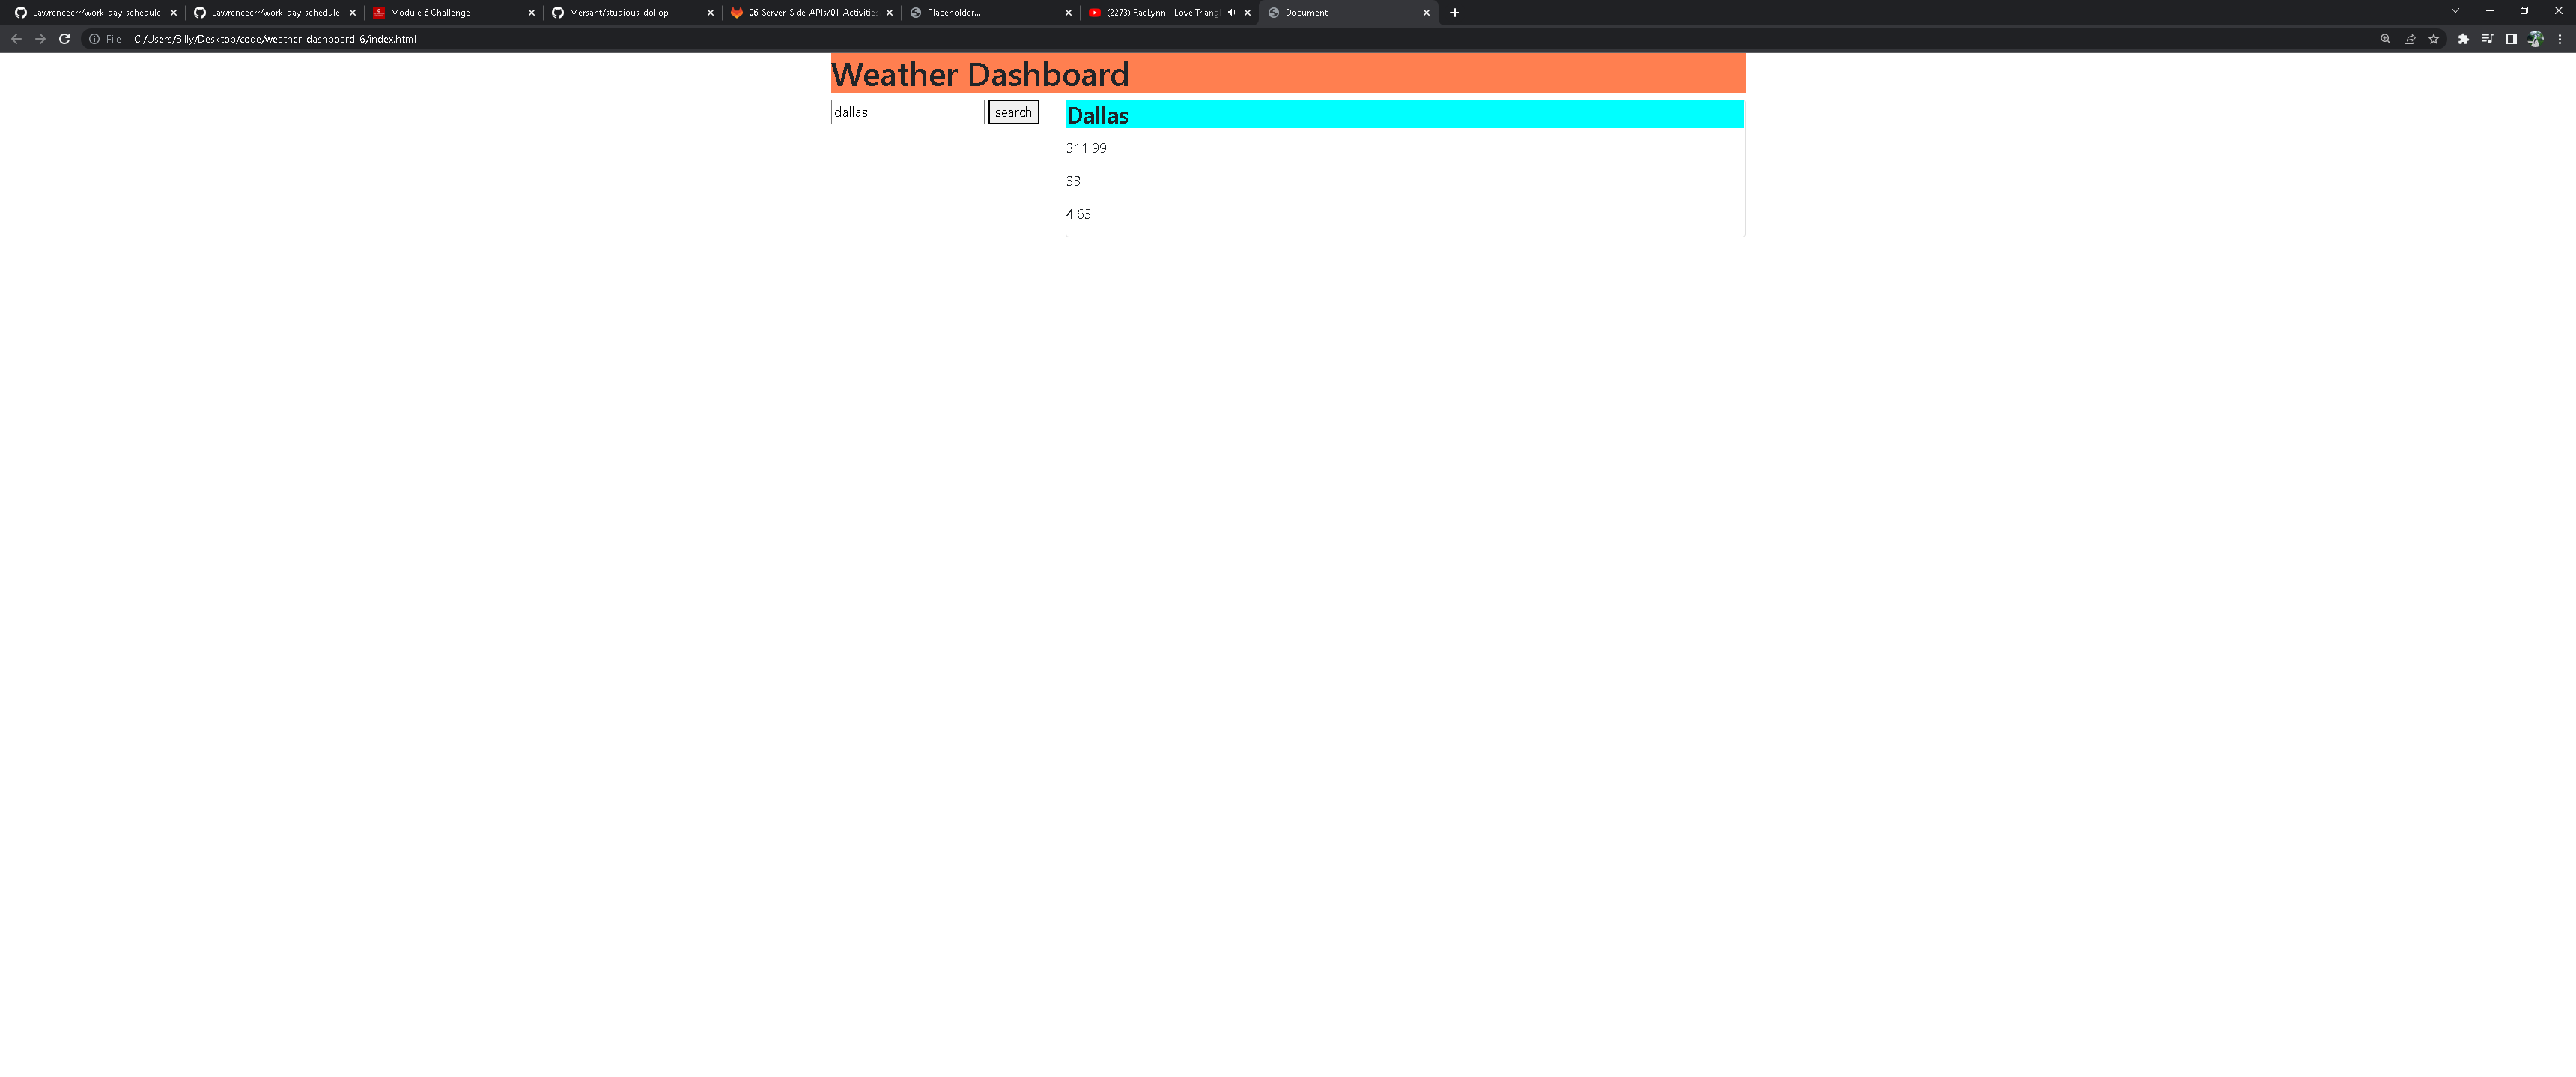 Lawrencecrr/work-day-schedule
Lawrencecrr/work-day-schedule
Module 6 Challenge
Mersant/studious-dollop
06-Server-Side-APIs/01-Activities
Placeholder...
(2273) RaeLynn - Love Triang
Document
File
C:/Users/Billy/Desktop/code/weather-dashboard-6/index.html
Weather Dashboard
dallas
search
Dallas
311.99
33
4.63